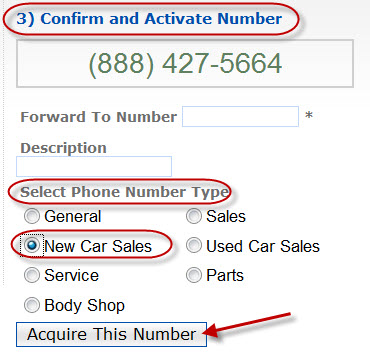 3) Confirm and Activate Number
(888) 427-5664
Forward To Number *
Description
Select Phone Number Type
General Sales
New Car Sales Used Car Sales
Service Parts
Body Shop
Acquire This Number